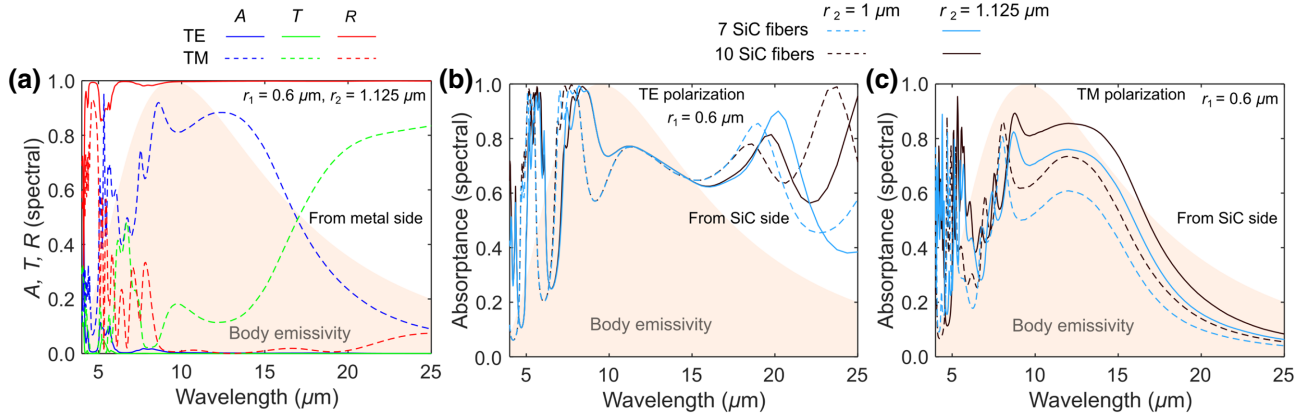 A T R
TE
TM
r 2 = 1 µm r 2 = 1.125 µm
7 SiC fibers
10 SiC fibers
(a)
A, T, R (spectral)
1.0
0.8
0.6
0.4
0.2
0.0
r1 = 0.6 µm, r2 = 1.125 µm
From metal side
Body emissivity
5 10 15 20 25
Wavelength (µm)
(b)
Absorptance (spectral)
1.0
0.8
0.6
0.4
0.2
0.0
TE polarization
r1 = 0.6 µm
From SiC side
Body emissivity
5 10 15 20 25
Wavelength (µm)
(c)
Absorptance (spectral)
1.0
0.8
0.6
0.4
0.2
0.0
TM polarization
r1 = 0.6 µm
From SiC side
Body emissivity
5 10 15 20 25
Wavelength (µm)